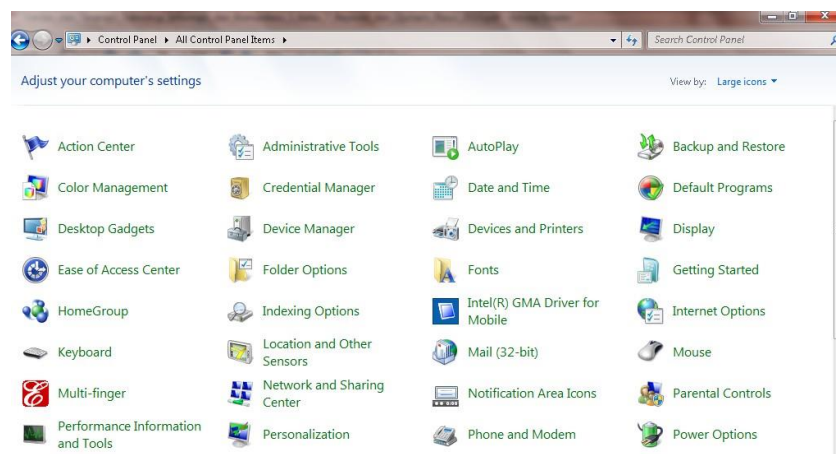 Control Panel ▸ All Control Panel Items ▸ Search Control Panel
Adjust your computer's settings View by: Large icons
Action Center Administrative Tools AutoPlay Backup and Restore
Color Management Credential Manager Date and Time Default Programs
Desktop Gadgets Device Manager Devices and Printers Display
Ease of Access Center Folder Options Fonts Getting Started
HomeGroup Indexing Options Intel(R) GMA Driver for
Mobile Internet Options
Keyboard Location and Other
Sensors Mail (32-bit) Mouse
Multi-finger Network and Sharing
Center Notification Area Icons Parental Controls
Performance Information
and Tools Personalization Phone and Modem Power Options